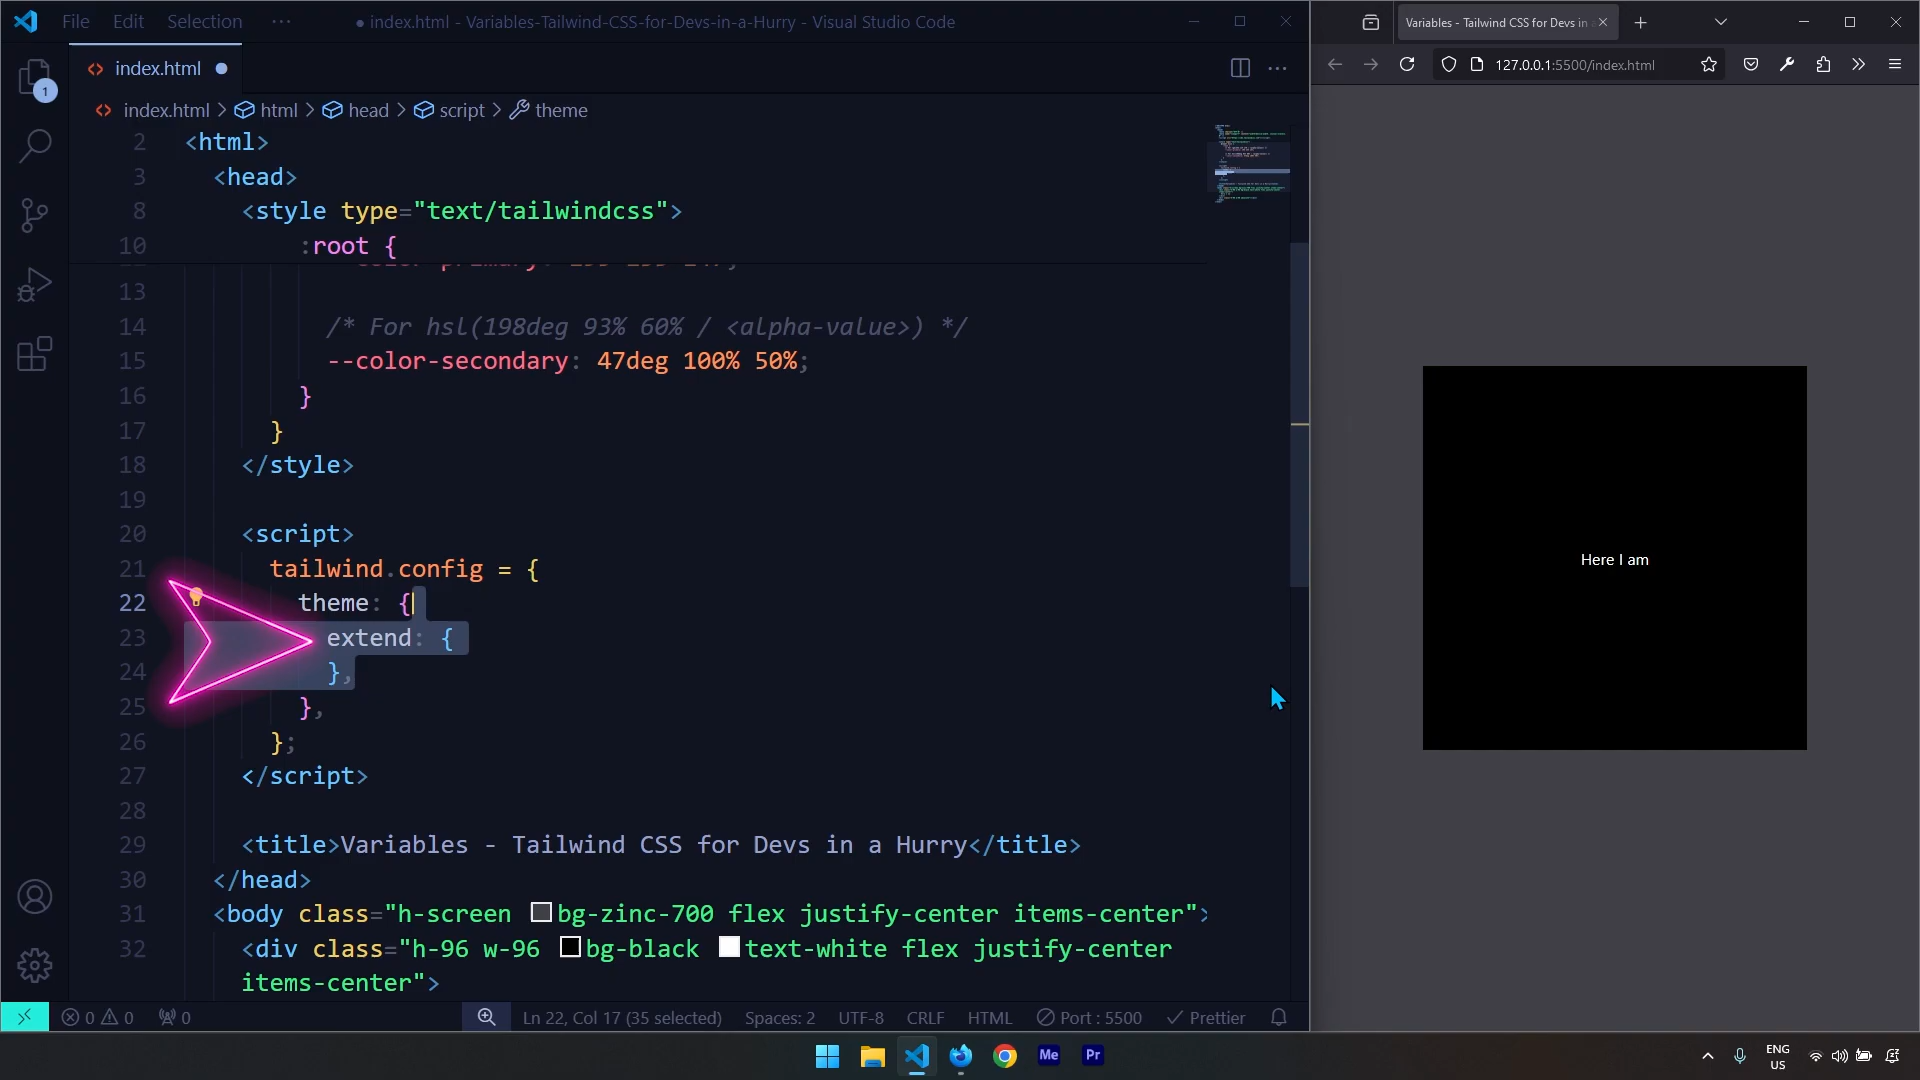 File Edit Selection ···
● index.html - Variables-Tailwind-CSS-for-Devs-in-a-Hurry - Visual Studio Code
index.html
index.html > html > head > script > theme
1
2 <html>
3 <head>
8 <style type="text/tailwindcss">
10 :root {
13
14 /* For hsl(198deg 93% 60% / <alpha-value>) */
15 --color-secondary: 47deg 100% 50%;
16 }
17 }
18 </style>
19
20 <script>
21 tailwind.config = {
22 theme: {
23 extend: {
24 },
25 },
26 };
27 </script>
28
29 <title>Variables - Tailwind CSS for Devs in a Hurry</title>
30 </head>
31 <body class="h-screen bg-zinc-700 flex justify-center items-center">
32 <div class="h-96 w-96 bg-black text-white flex justify-center
items-center">
0 0 0 Ln 22, Col 17 (35 selected) Spaces: 2 UTF-8 CRLF HTML Port : 5500 Prettier
Variables - Tailwind CSS for Devs in
127.0.0.1:5500/index.html
Here I am
Me Pr
ENG
US